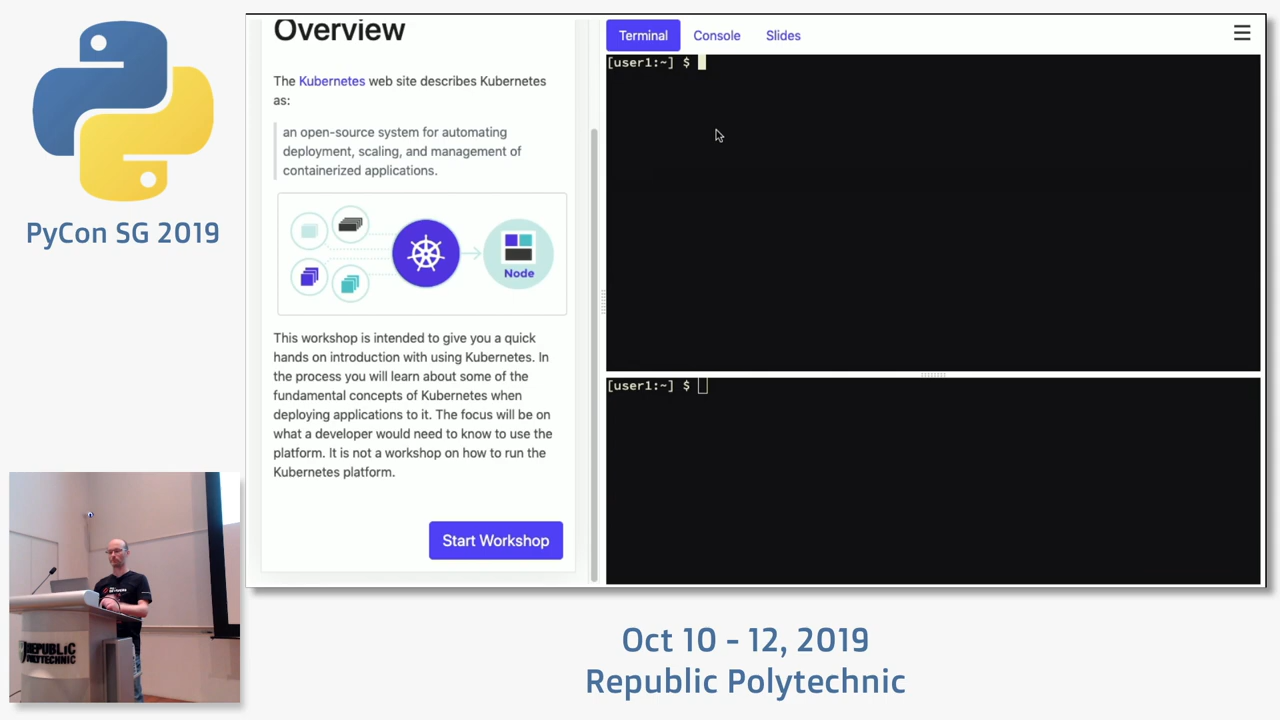 PyCon SG 2019
Overview
The Kubernetes web site describes Kubernetes
as:
an open-source system for automating
deployment, scaling, and management of
containerized applications.
Node
This workshop is intended to give you a quick
hands on introduction with using Kubernetes. In
the process you will learn about some of the
fundamental concepts of Kubernetes when
deploying applications to it. The focus will be on
what a developer would need to know to use the
platform. It is not a workshop on how to run the
Kubernetes platform.
Start Workshop
Terminal Console Slides
[user1:~] $
[user1:~] $
REPUBLIC
POLYTECHNIC
Oct 10 - 12, 2019
Republic Polytechnic